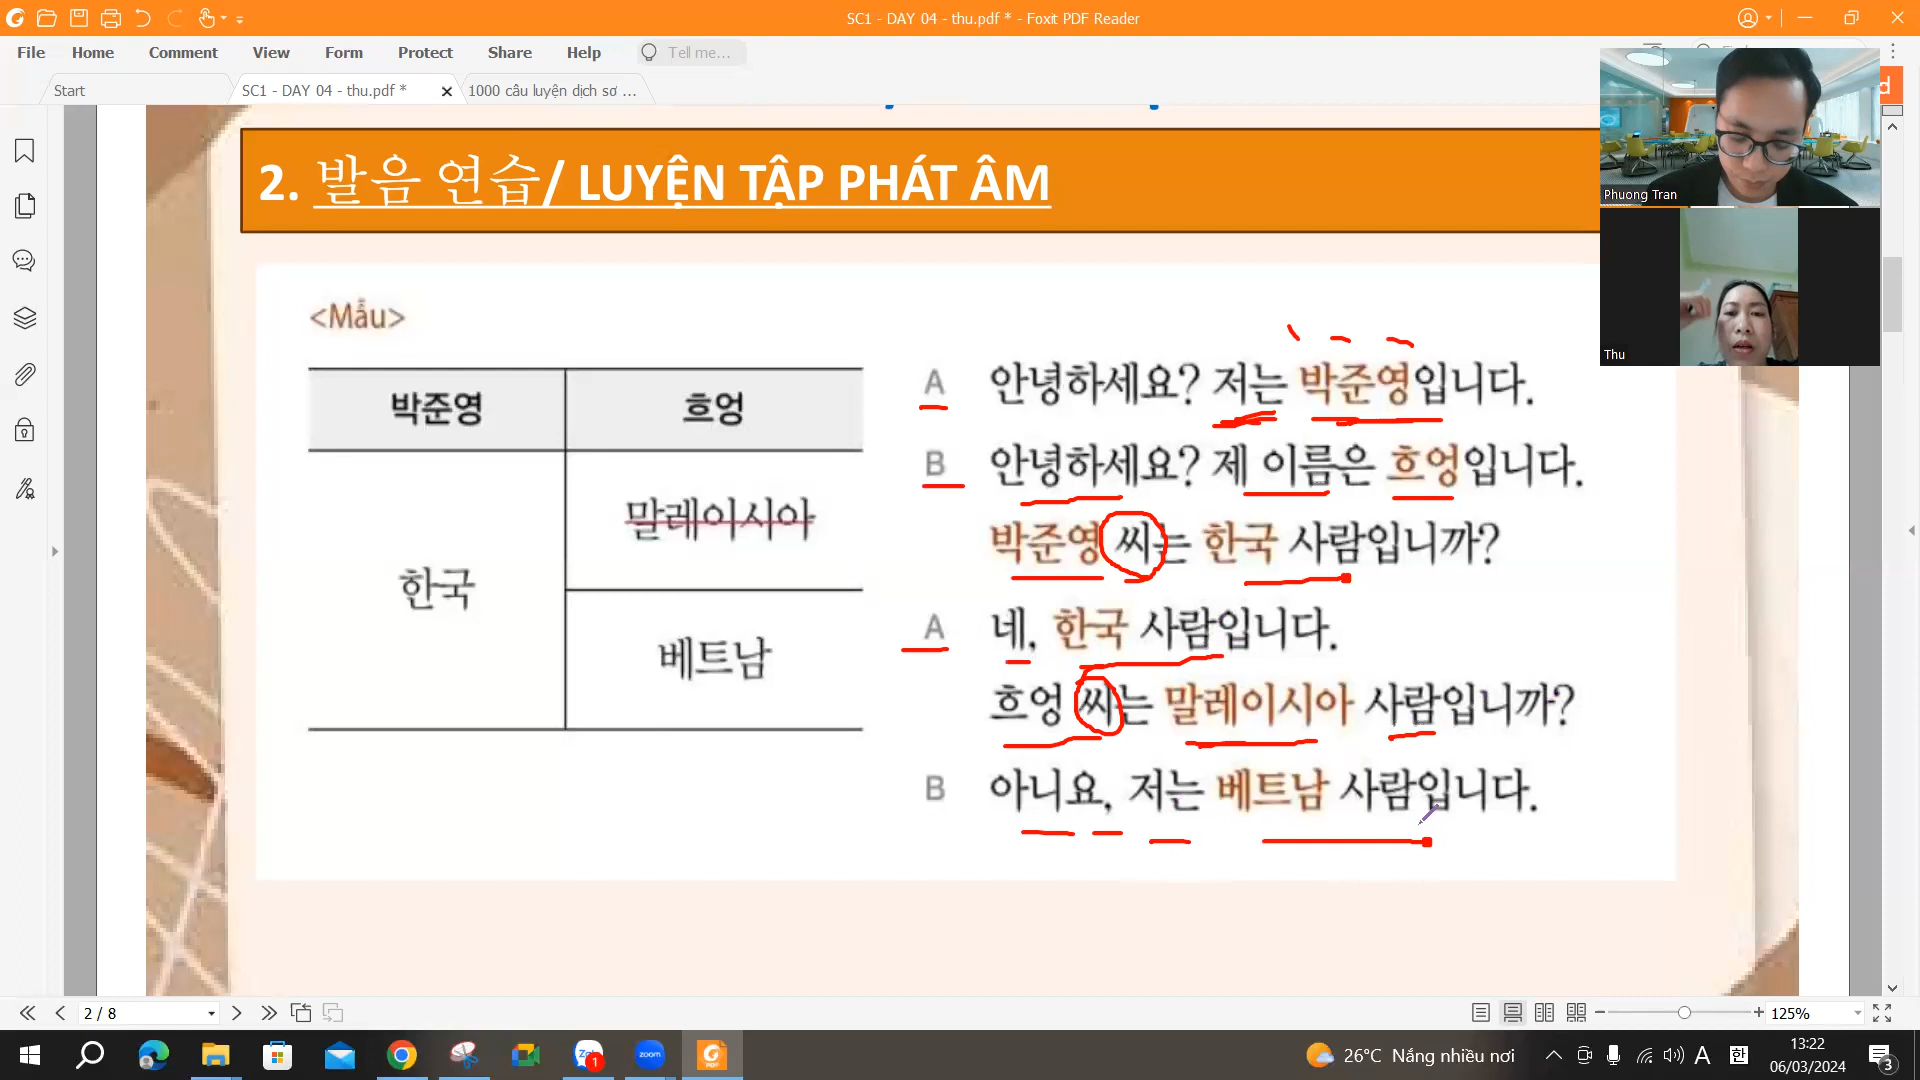 SC1 - DAY 04 - thu.pdf * - Foxit PDF Reader
File Home Comment View Form Protect Share Help Tell me...
Start SC1 - DAY 04 - thu.pdf * 1000 câu luyện dịch sơ ...
2. 발음 연습/ LUYỆN TẬP PHÁT ÂM
Phuong Tran
Thu
<Mẫu>
박준영 흐엉
말레이시아
한국
베트남
A 안녕하세요? 저는 박준영입니다.
B 안녕하세요? 제 이름은 흐엉입니다.
박준영 씨는 한국 사람입니까?
A 네, 한국 사람입니다.
흐엉 씨는 말레이시아 사람입니까?
B 아니요, 저는 베트남 사람입니다.
2 / 8
125%
26°C Nắng nhiều nơi
A 한
13:22
06/03/2024
3
zoom
1